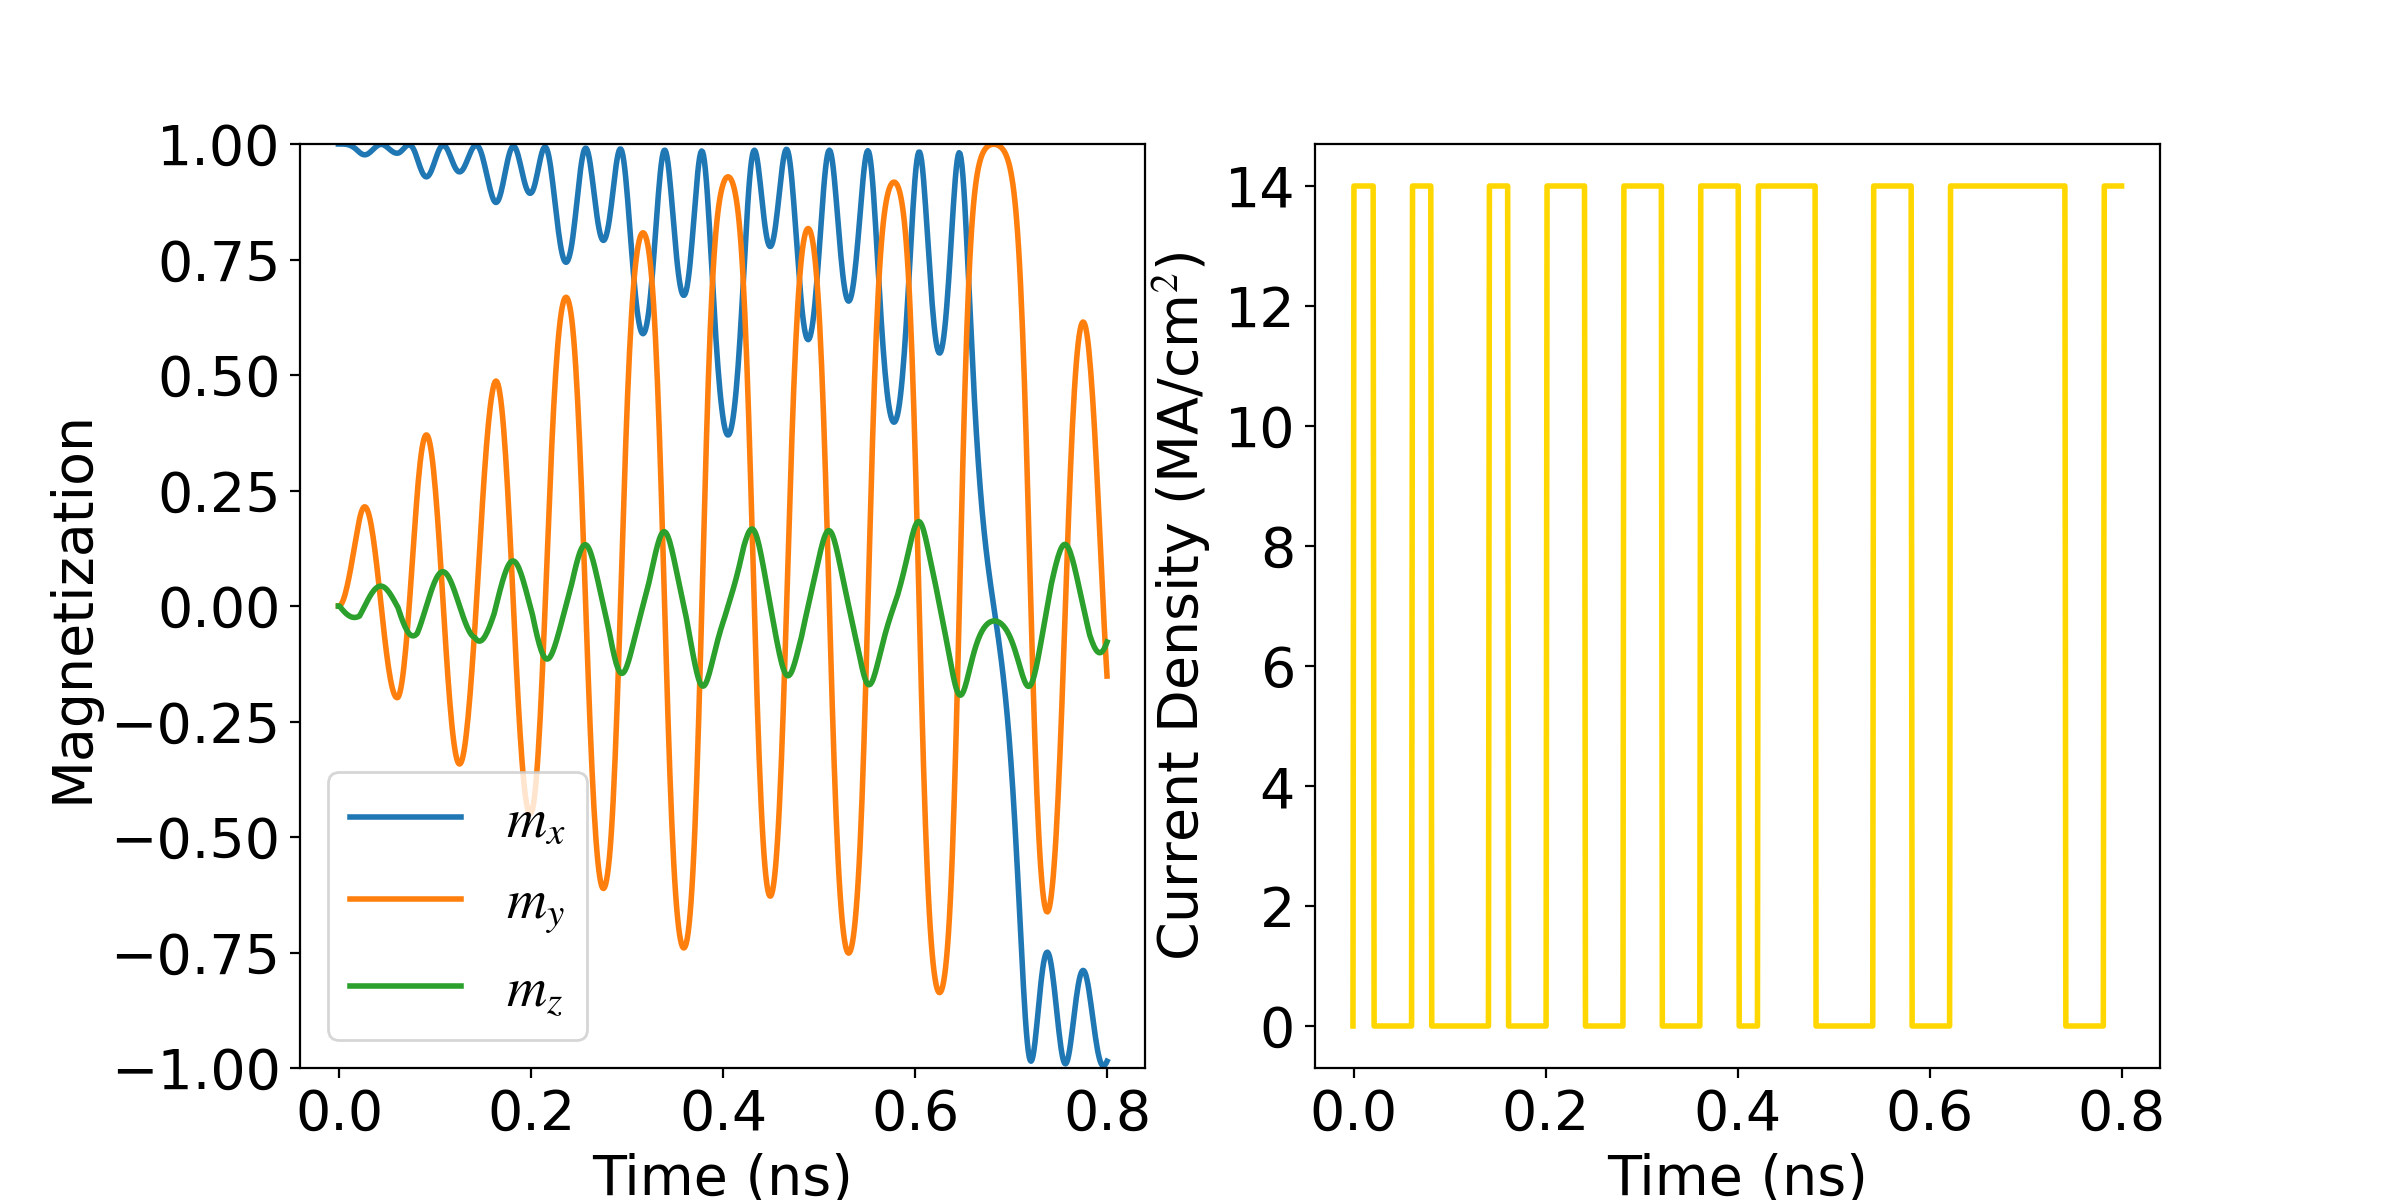 Magnetization
1.00
0.75
0.50
0.25
0.00
−0.25
−0.50
−0.75
−1.00
m_x
m_y
m_z
0.0 0.2 0.4 0.6 0.8
Time (ns)
Current Density (MA/cm²)
14
12
10
8
6
4
2
0
0.0 0.2 0.4 0.6 0.8
Time (ns)